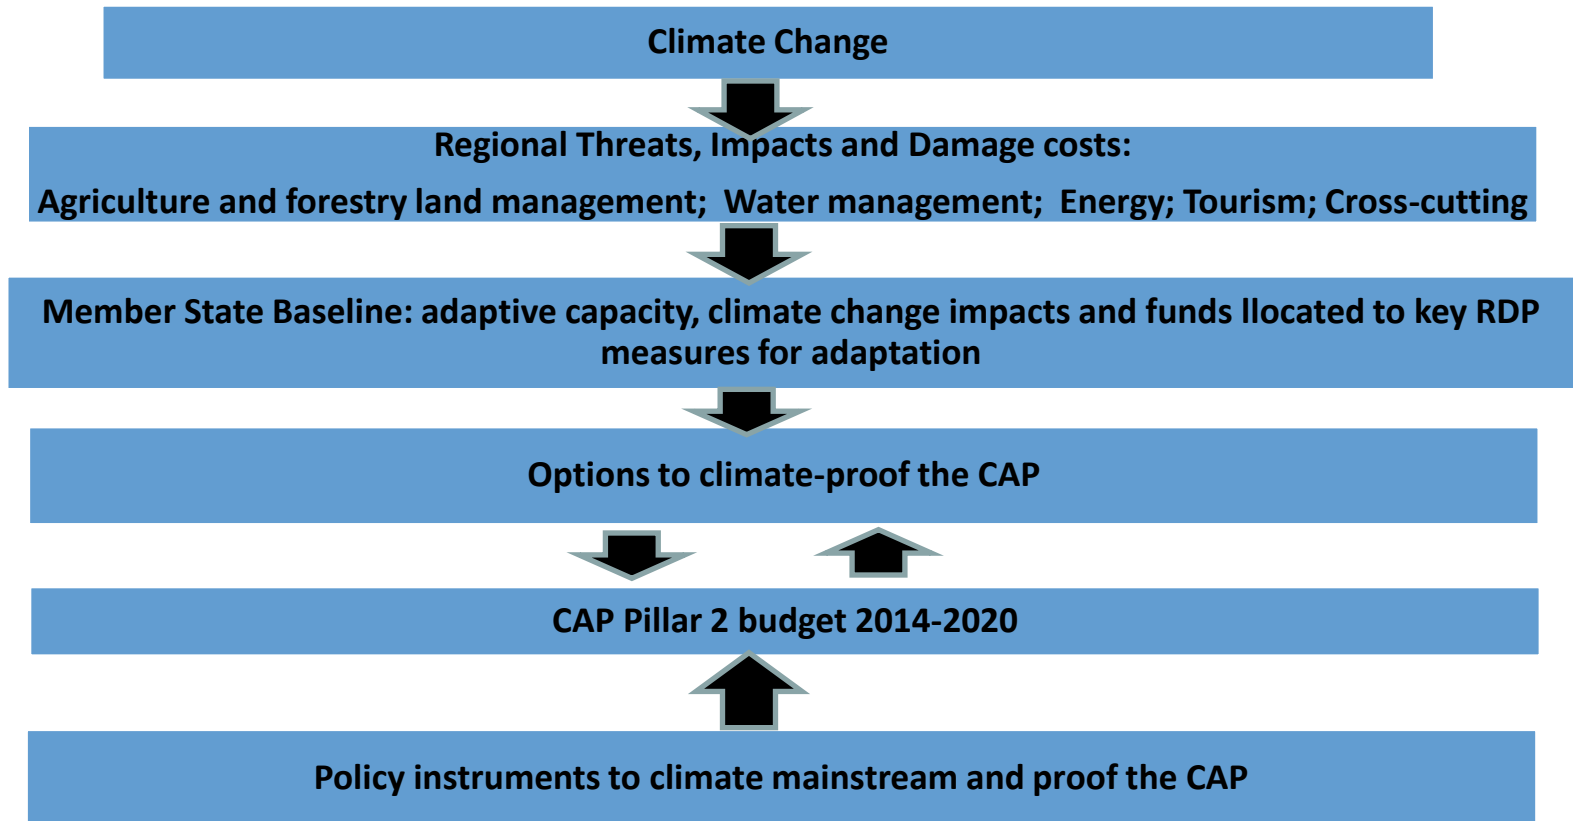 Climate Change
Regional Threats, Impacts and Damage costs:
Agriculture and forestry land management; Water management; Energy; Tourism; Cross-cutting
Member State Baseline: adaptive capacity, climate change impacts and funds llocated to key RDP
measures for adaptation
Options to climate-proof the CAP
CAP Pillar 2 budget 2014-2020
Policy instruments to climate mainstream and proof the CAP